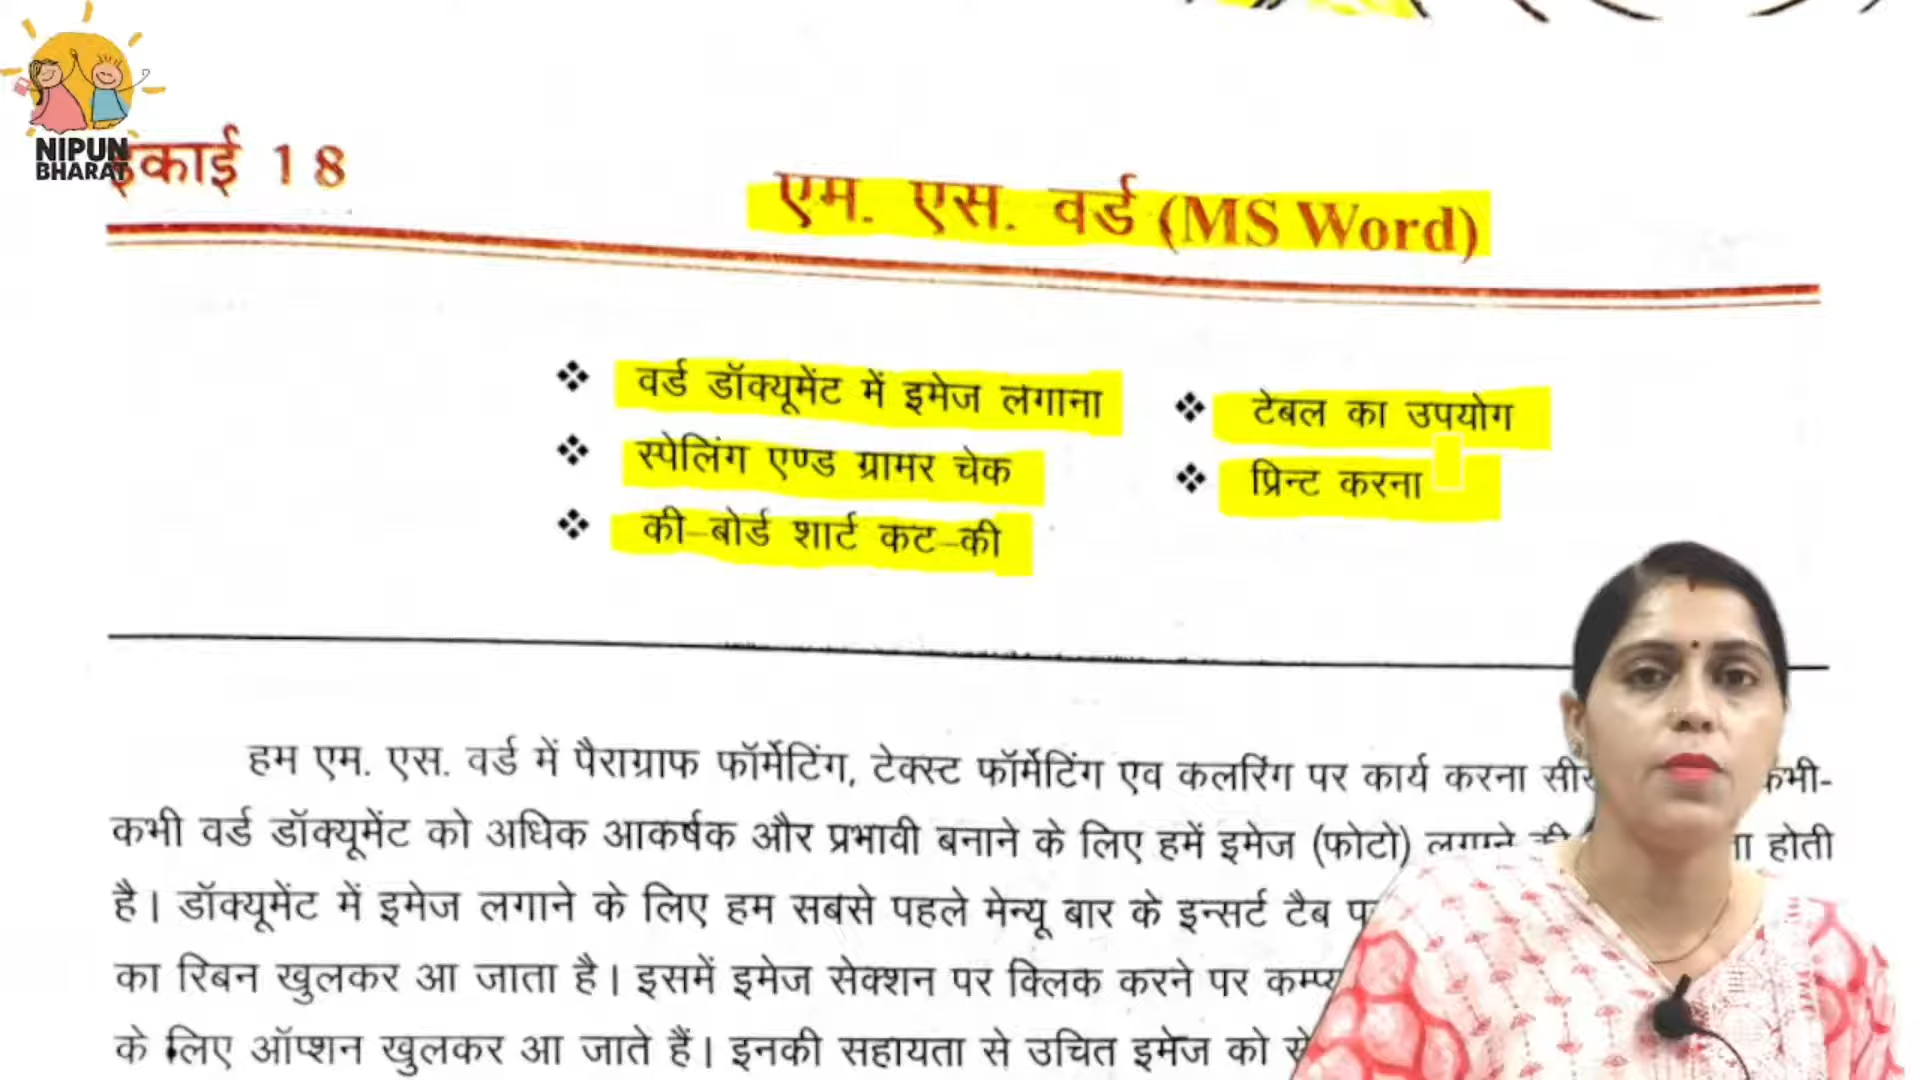 NIPUN
BHARAT
इकाई 18
एम. एस. वर्ड (MS Word)
❖ वर्ड डॉक्यूमेंट में इमेज लगाना
❖ टेबल का उपयोग
❖ स्पेलिंग एण्ड ग्रामर चेक
❖ प्रिन्ट करना
❖ की-बोर्ड शार्ट कट-की
हम एम. एस. वर्ड में पैराग्राफ फॉर्मेटिंग, टेक्स्ट फॉर्मेटिंग एव कलरिंग पर कार्य करना कभी-
कभी वर्ड डॉक्यूमेंट को अधिक आकर्षक और प्रभावी बनाने के लिए हमें इमेज (फोटो) लगाने की होती
है। डॉक्यूमेंट में इमेज लगाने के लिए हम सबसे पहले मेन्यू बार के इन्सर्ट टैब
का रिबन खुलकर आ जाता है। इसमें इमेज सेक्शन पर क्लिक करने पर
के लिए ऑप्शन खुलकर आ जाते हैं। इनकी सहायता से उचित इमेज को